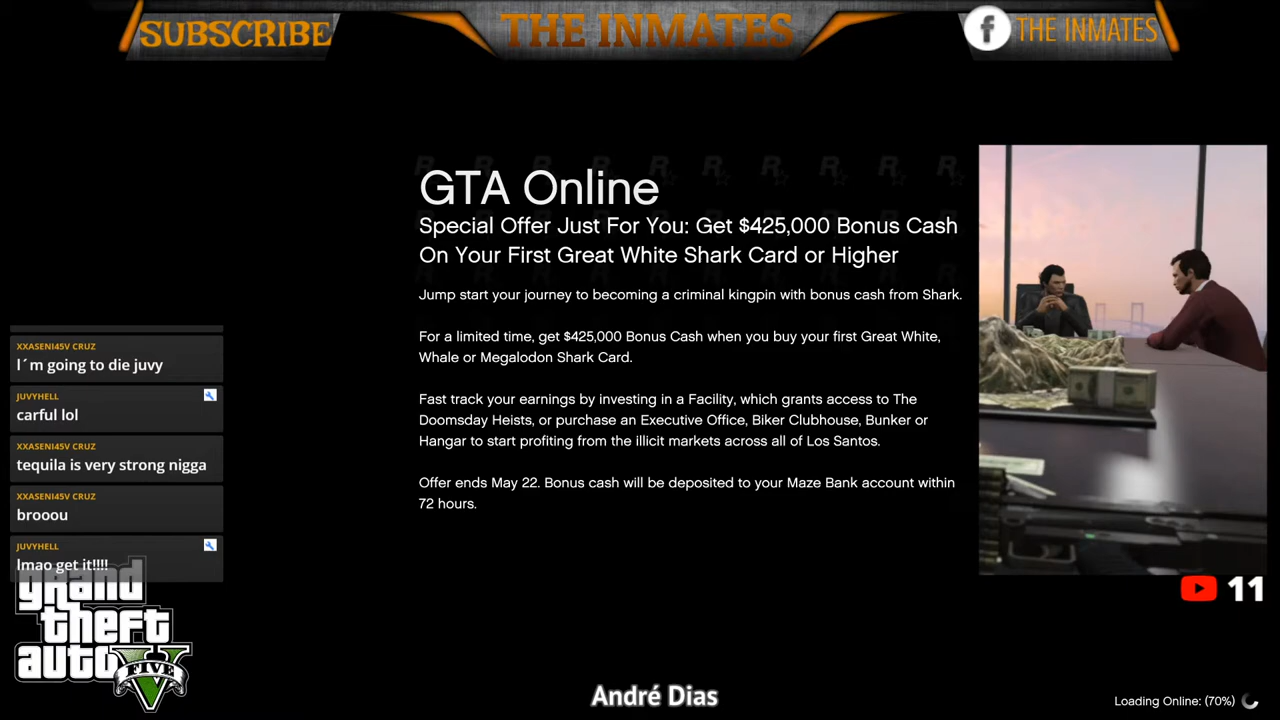 SUBSCRIBE
THE INMATES
f THE INMATES
GTA Online
Special Offer Just For You: Get $425,000 Bonus Cash
On Your First Great White Shark Card or Higher
Jump start your journey to becoming a criminal kingpin with bonus cash from Shark.
For a limited time, get $425,000 Bonus Cash when you buy your first Great White,
Whale or Megalodon Shark Card.
Fast track your earnings by investing in a Facility, which grants access to The
Doomsday Heists, or purchase an Executive Office, Biker Clubhouse, Bunker or
Hangar to start profiting from the illicit markets across all of Los Santos.
Offer ends May 22. Bonus cash will be deposited to your Maze Bank account within
72 hours.
XXASENI45V CRUZ
I´m going to die juvy
JUVYHELL
carful lol
XXASENI45V CRUZ
tequila is very strong nigga
XXASENI45V CRUZ
brooou
JUVYHELL
lmao get it!!!!
grand
theft
auto V
FIVE
11
André Dias
Loading Online: (70%)